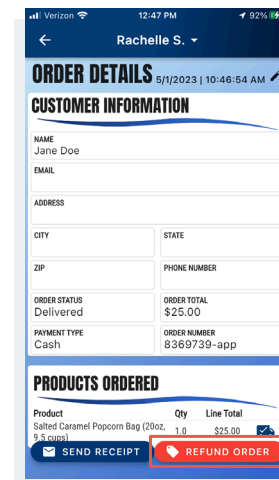 Verizon 12:47 PM 92%
Rachelle S.
ORDER DETAILS 5/1/2023 | 10:46:54 AM
CUSTOMER INFORMATION
NAME
Jane Doe
EMAIL
ADDRESS
CITY STATE
ZIP PHONE NUMBER
ORDER STATUS ORDER TOTAL
Delivered $25.00
PAYMENT TYPE ORDER NUMBER
Cash 8369739-app
PRODUCTS ORDERED
Product Qty Line Total
Salted Caramel Popcorn Bag (20oz, 9.5 cups) 1.0 $25.00
SEND RECEIPT REFUND ORDER